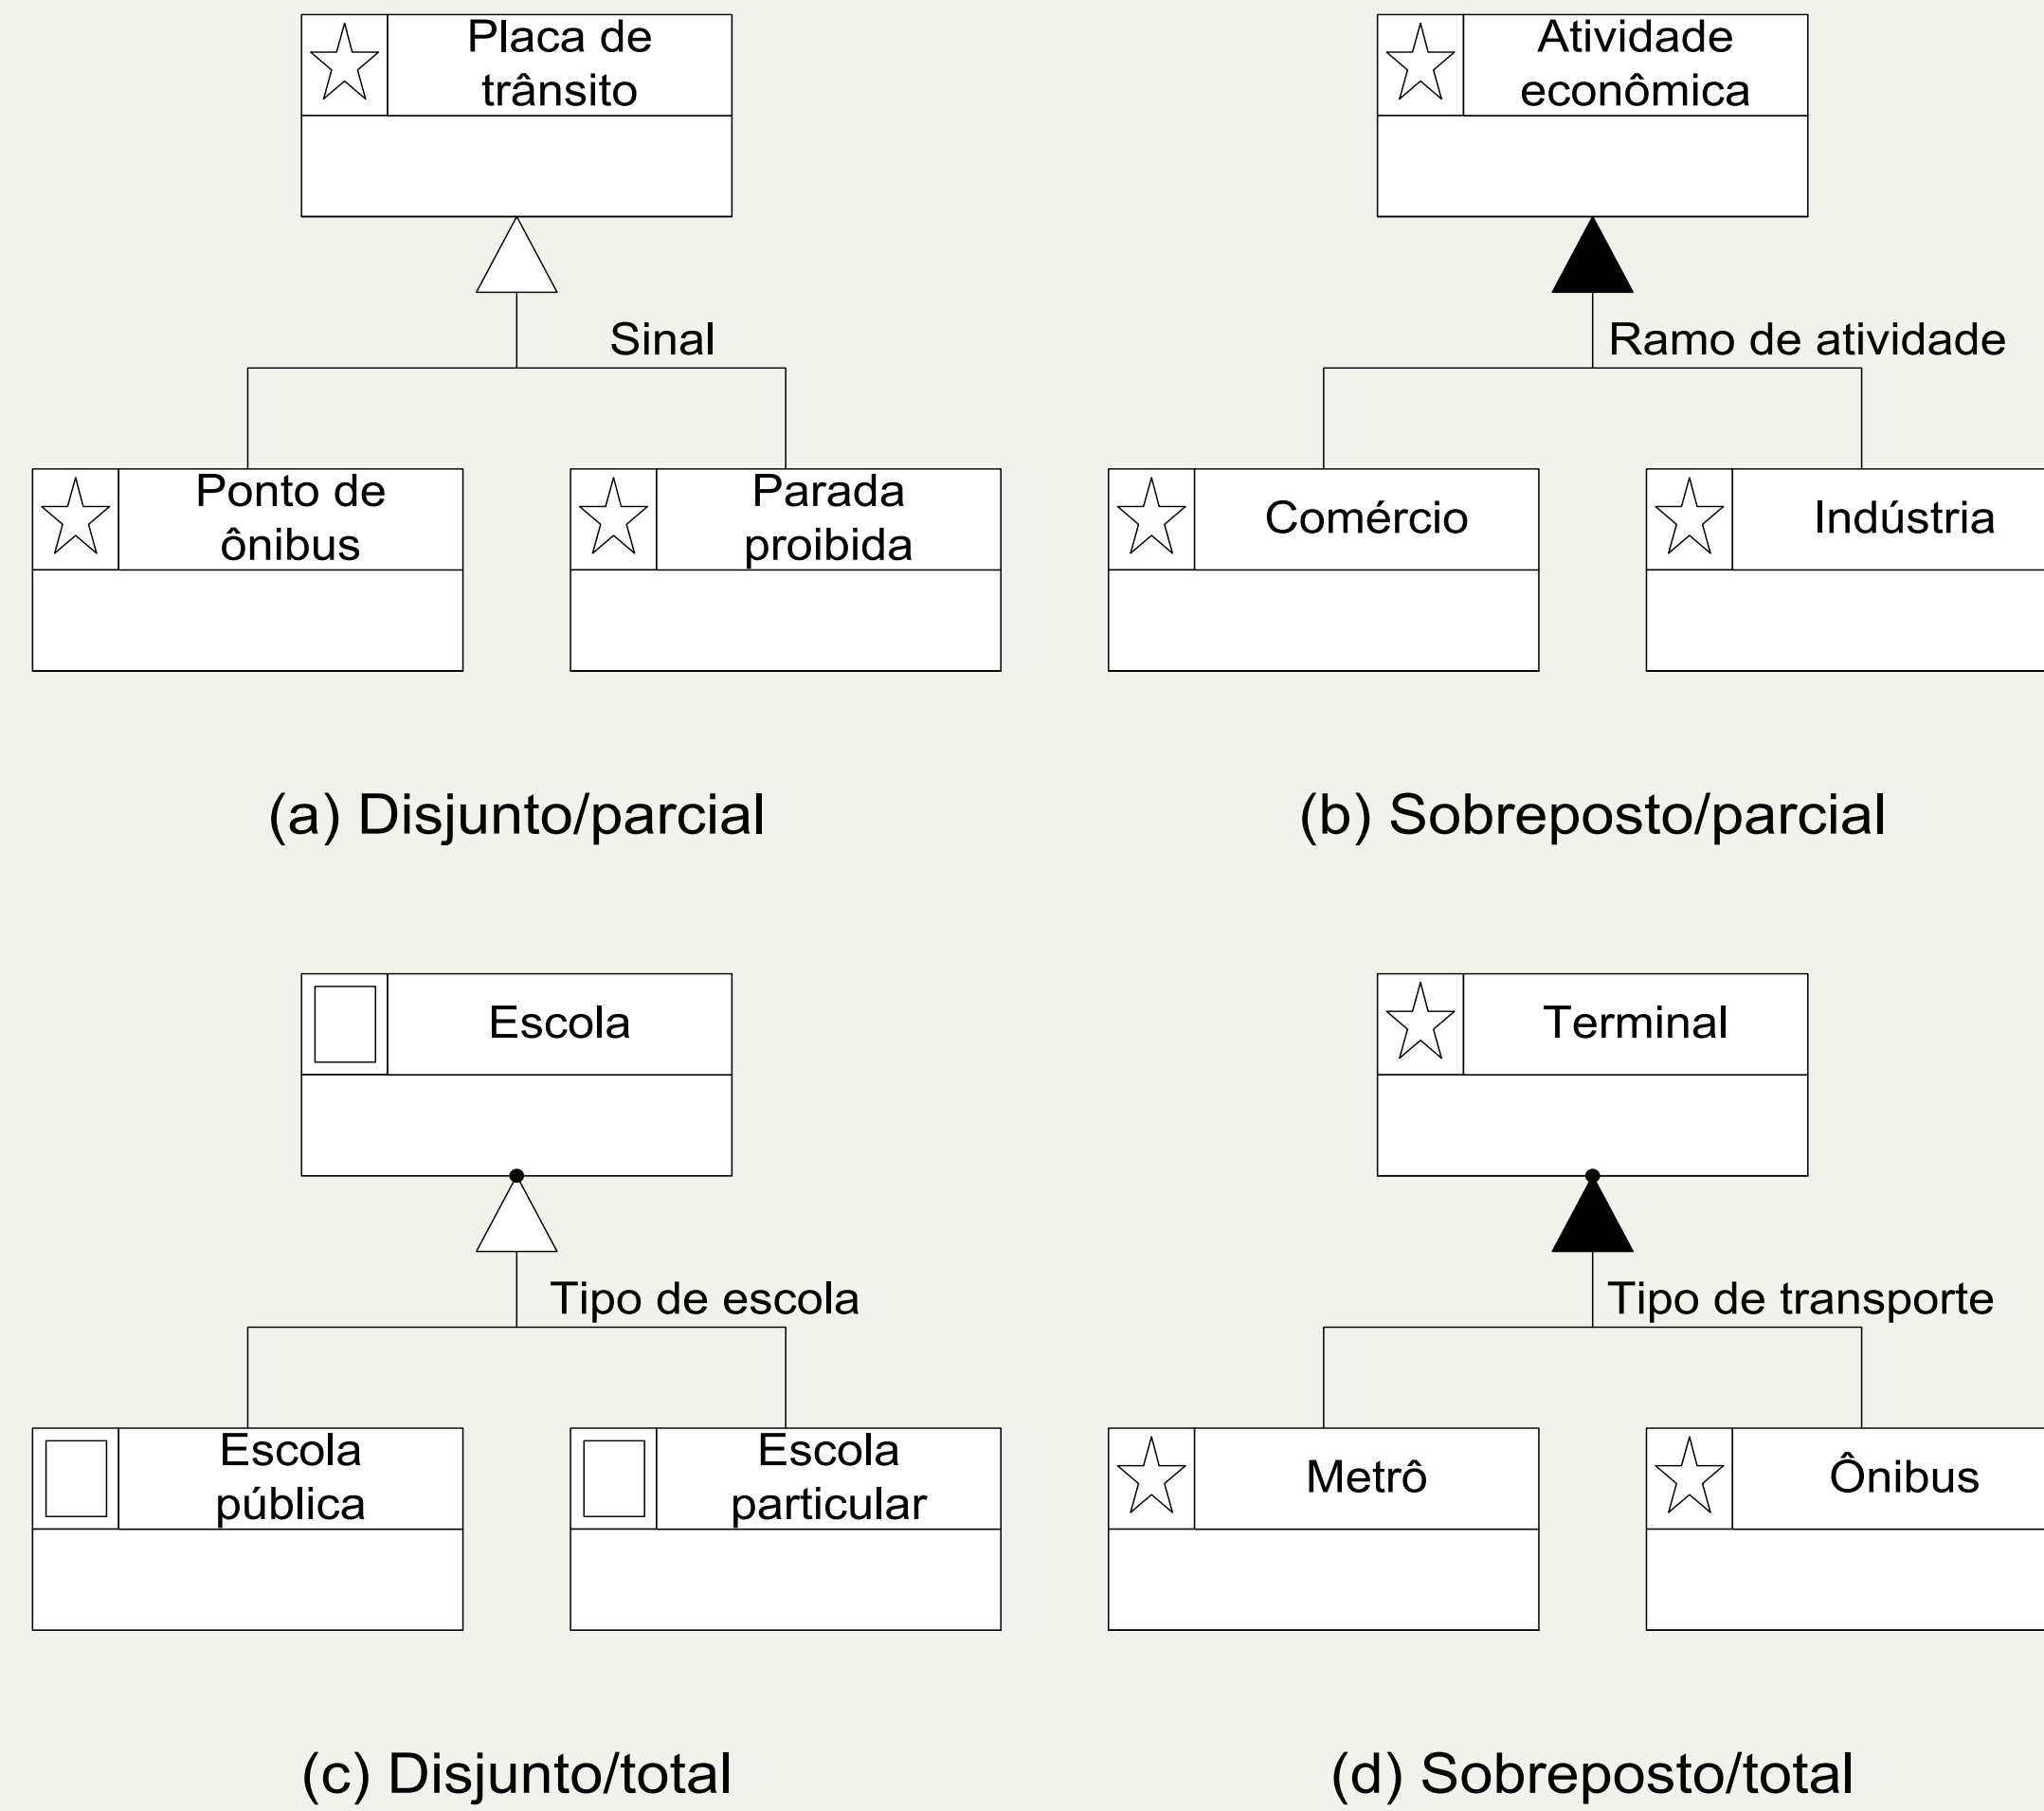 Placa de
trânsito
Sinal
Ponto de
ônibus
Parada
proibida
(a) Disjunto/parcial
Atividade
econômica
Ramo de atividade
Comércio
Indústria
(b) Sobreposto/parcial
Escola
Tipo de escola
Escola
pública
Escola
particular
(c) Disjunto/total
Terminal
Tipo de transporte
Metrô
Ônibus
(d) Sobreposto/total